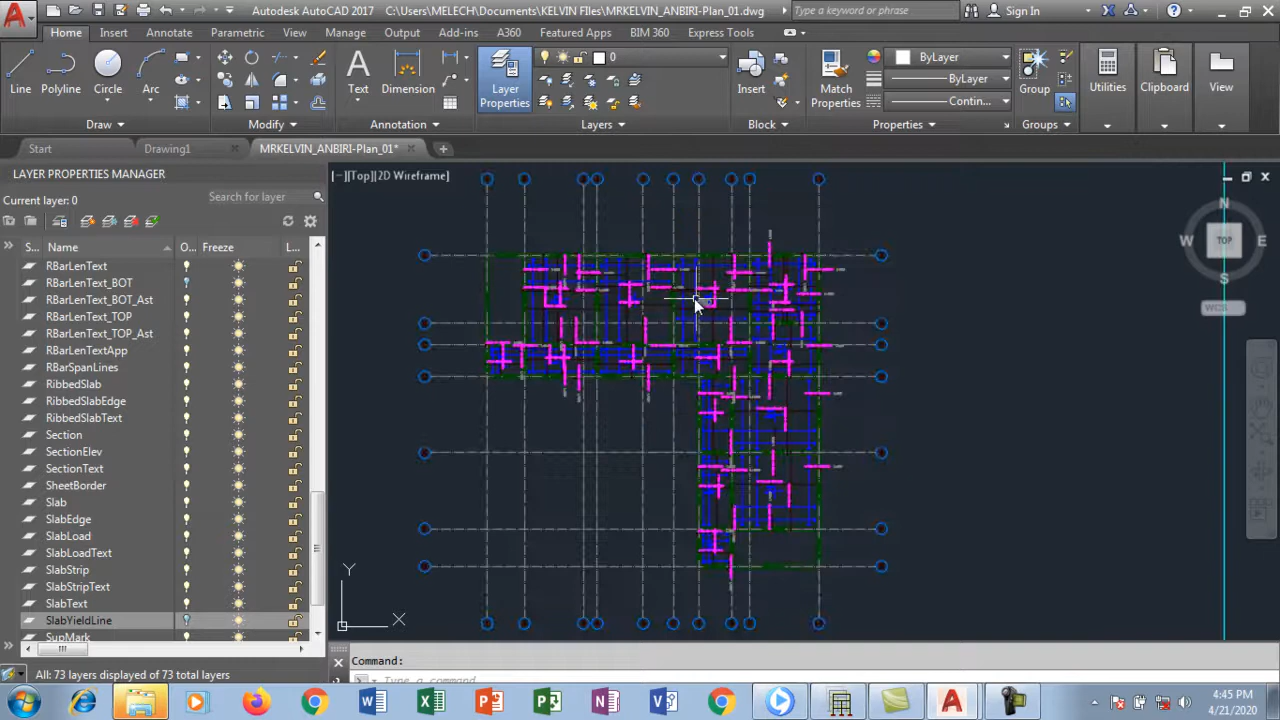 Autodesk AutoCAD 2017 C:\Users\MELECH\Documents\KELVIN FIles\MRKELVIN_ANBIRI-Plan_01.dwg
Type a keyword or phrase
Sign In
Home Insert Annotate Parametric View Manage Output Add-ins A360 Featured Apps BIM 360 Express Tools
0
ByLayer
ByLayer
Contin...
Line Polyline Circle Arc
Text Dimension
Layer Properties
Insert
Match Properties
Group
Utilities
Clipboard
View
Draw Modify Annotation Layers Block Properties Groups
Start Drawing1 MRKELVIN_ANBIRI-Plan_01*
LAYER PROPERTIES MANAGER
[−][Top][2D Wireframe]
Current layer: 0
Search for layer
S... Name O... Freeze L...
RBarLenText
RBarLenText_BOT
RBarLenText_BOT_Ast
RBarLenText_TOP
RBarLenText_TOP_Ast
RBarLenTextApp
RBarSpanLines
RibbedSlab
RibbedSlabEdge
RibbedSlabText
Section
SectionElev
SectionText
SheetBorder
Slab
SlabEdge
SlabLoad
SlabLoadText
SlabStrip
SlabStripText
SlabText
SlabYieldLine
SupMark
N
W TOP E
S
WCS
Y
X
Command:
Type a command
All: 73 layers displayed of 73 total layers
4:45 PM
4/21/2020